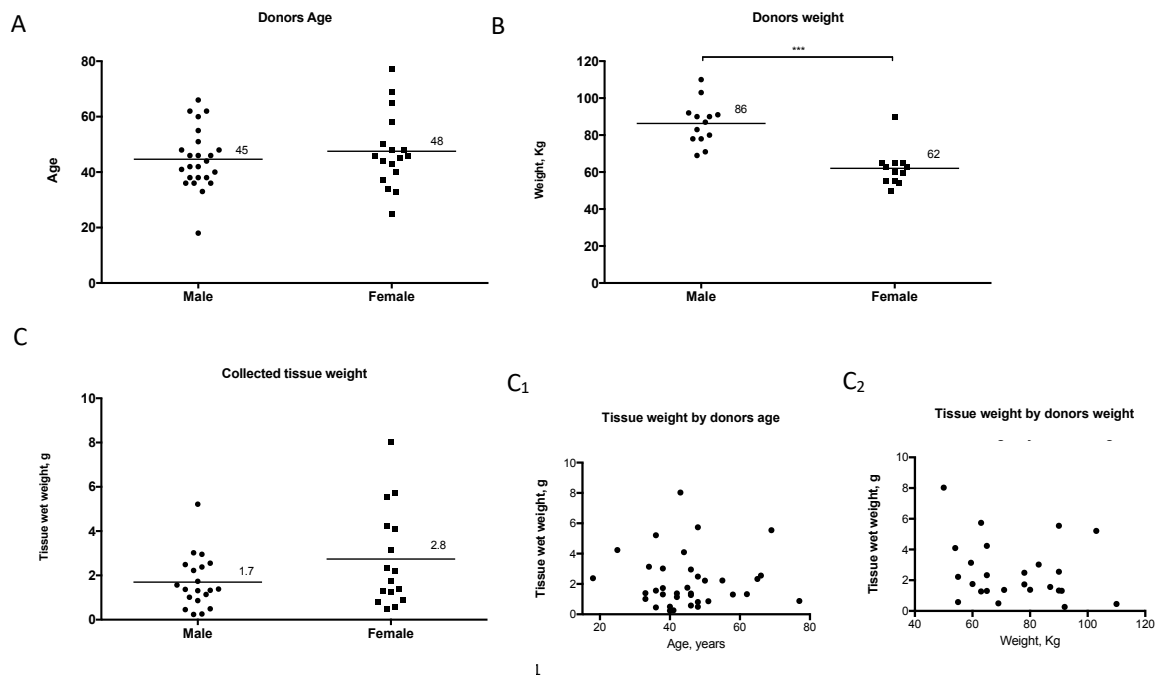 A
Donors Age
80
60
40
20
0
Age
45
48
Male
Female
B
Donors weight
120
100
80
60
40
20
0
Weight, Kg
***
86
62
Male
Female
C
Collected tissue weight
10
8
6
4
2
0
Tissue wet weight, g
1.7
2.8
Male
Female
C1
Tissue weight by donors age
10
8
6
4
2
0
Tissue wet weight, g
20
40
60
80
Age, years
C2
Tissue weight by donors weight
10
8
6
4
2
0
Tissue wet weight, g
40
60
80
100
120
Weight, Kg